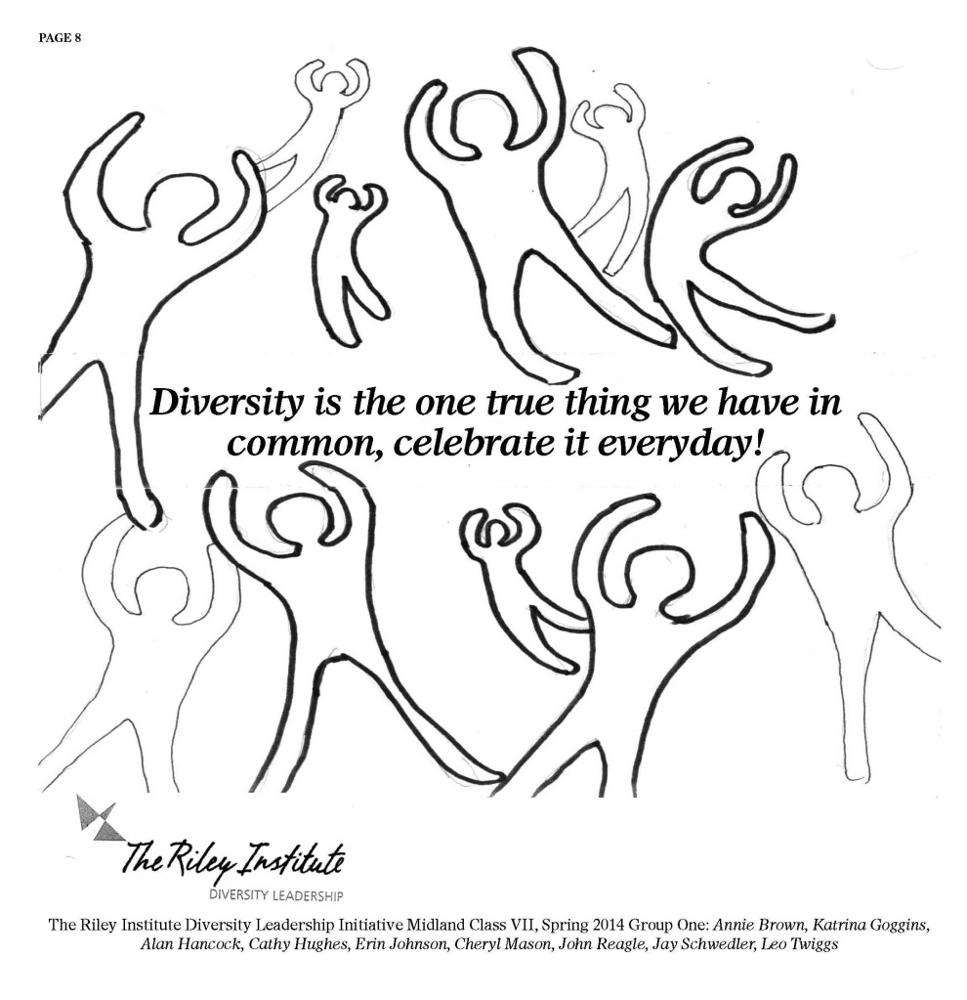 PAGE 8
Diversity is the one true thing we have in
common, celebrate it everyday!
The Riley Institute
DIVERSITY LEADERSHIP
The Riley Institute Diversity Leadership Initiative Midland Class VII, Spring 2014 Group One: Annie Brown, Katrina Goggins,
Alan Hancock, Cathy Hughes, Erin Johnson, Cheryl Mason, John Reagle, Jay Schwedler, Leo Twiggs